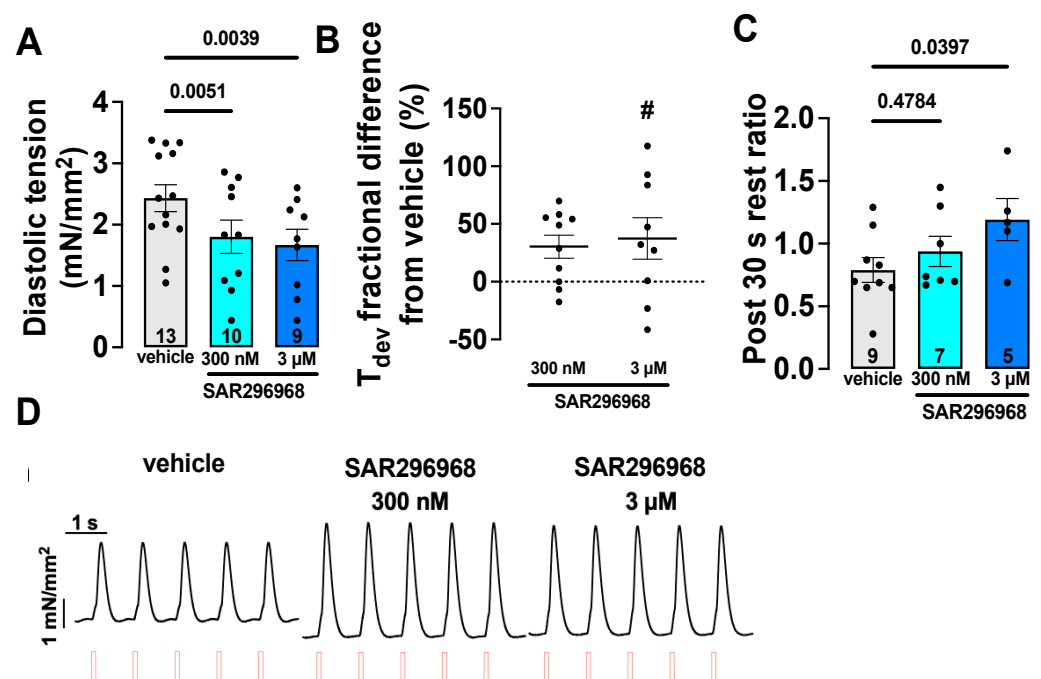 A
0.0039
0.0051
Diastolic tension
(mN/mm²)
4
3
2
1
0
13
10
9
vehicle
300 nM
3 µM
SAR296968
B
Tdev fractional difference
from vehicle (%)
150
100
50
0
-50
#
300 nM
3 µM
SAR296968
C
0.0397
0.4784
Post 30 s rest ratio
2.0
1.5
1.0
0.5
0.0
9
7
5
vehicle
300 nM
3 µM
SAR296968
D
vehicle
SAR296968
300 nM
SAR296968
3 µM
1 s
1 mN/mm²